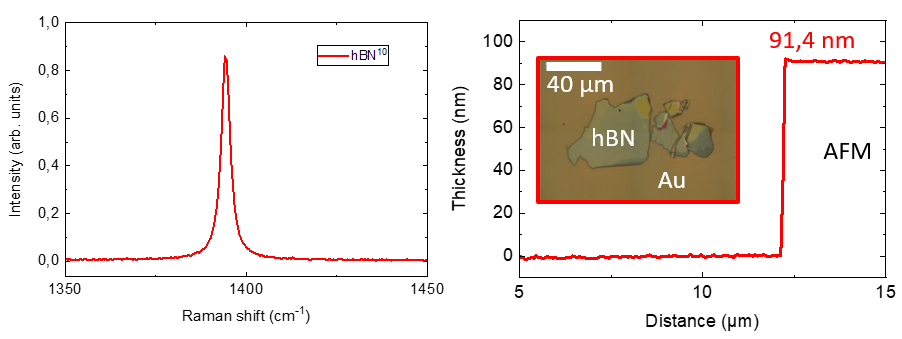 1,0
0,8
0,6
0,4
0,2
0,0
1350
1400
1450
Intensity (arb. units)
Raman shift (cm⁻¹)
hBN¹⁰
91,4 nm
100
80
60
40
20
0
5
10
15
Thickness (nm)
Distance (µm)
40 µm
hBN
Au
AFM